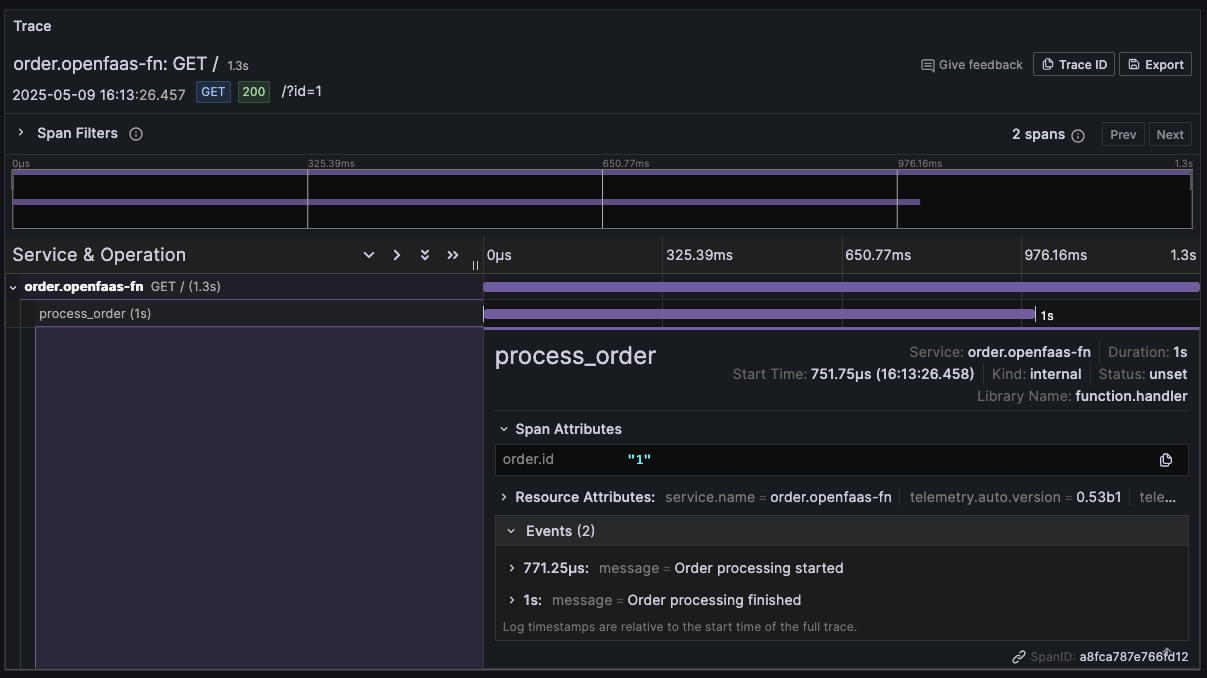 Trace
order.openfaas-fn: GET / 1.3s
Give feedback Trace ID Export
2025-05-09 16:13:26.457 GET 200 /?id=1
Span Filters
2 spans Prev Next
0μs 325.39ms 650.77ms 976.16ms 1.3s
Service & Operation
0μs 325.39ms 650.77ms 976.16ms 1.3s
order.openfaas-fn GET / (1.3s)
process_order (1s)
1s
process_order
Service: order.openfaas-fn Duration: 1s
Start Time: 751.75μs (16:13:26.458) Kind: internal Status: unset
Library Name: function.handler
Span Attributes
order.id "1"
Resource Attributes: service.name = order.openfaas-fn telemetry.auto.version = 0.53b1 tele...
Events (2)
771.25μs: message = Order processing started
1s: message = Order processing finished
Log timestamps are relative to the start time of the full trace.
SpanID: a8fca787e766fd12